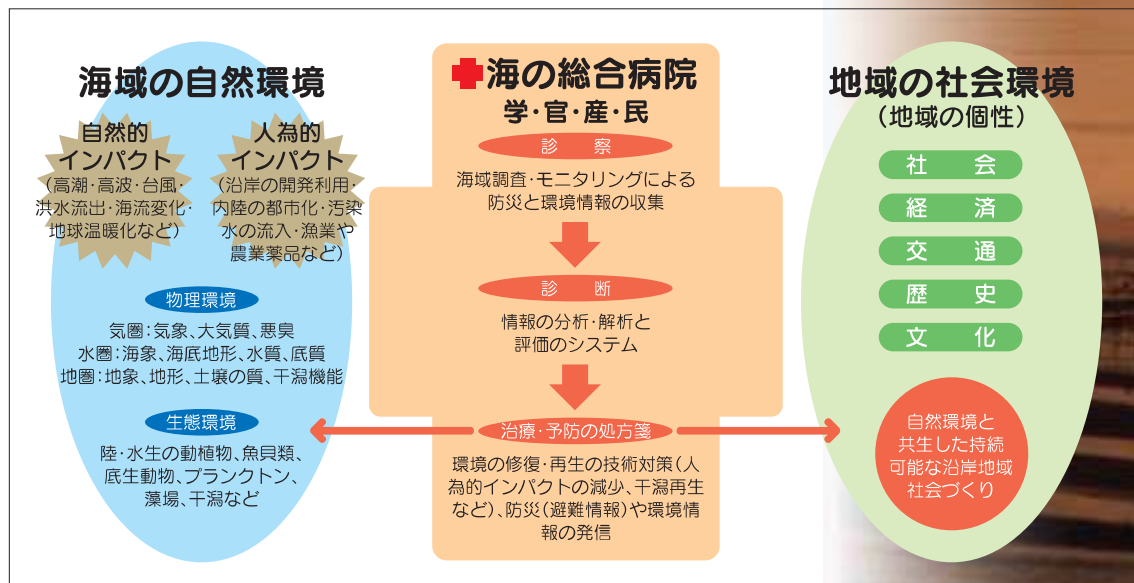 海域の自然環境
自然的
インパクト
(高潮・高波・台風・
洪水流出・海流変化・
地球温暖化など)
人為的
インパクト
(沿岸の開発利用・
内陸の都市化・汚染
水の流入・漁業や
農業薬品など)
物理環境
気圏:気象、大気質、悪臭
水圏:海象、海底地形、水質、底質
地圏:地象、地形、土壌の質、干潟機能
生態環境
陸・水生の動植物、魚貝類、
底生動物、プランクトン、
藻場、干潟など
海の総合病院
学・官・産・民
診 察
海域調査・モニタリングによる
防災と環境情報の収集
診 断
情報の分析・解析と
評価のシステム
治療・予防の処方箋
環境の修復・再生の技術対策(人
為的インパクトの減少、干潟再生
など)、防災(避難情報)や環境情
報の発信
地域の社会環境
(地域の個性)
社 会
経 済
交 通
歴 史
文 化
自然環境と
共生した持続
可能な沿岸地域
社会づくり